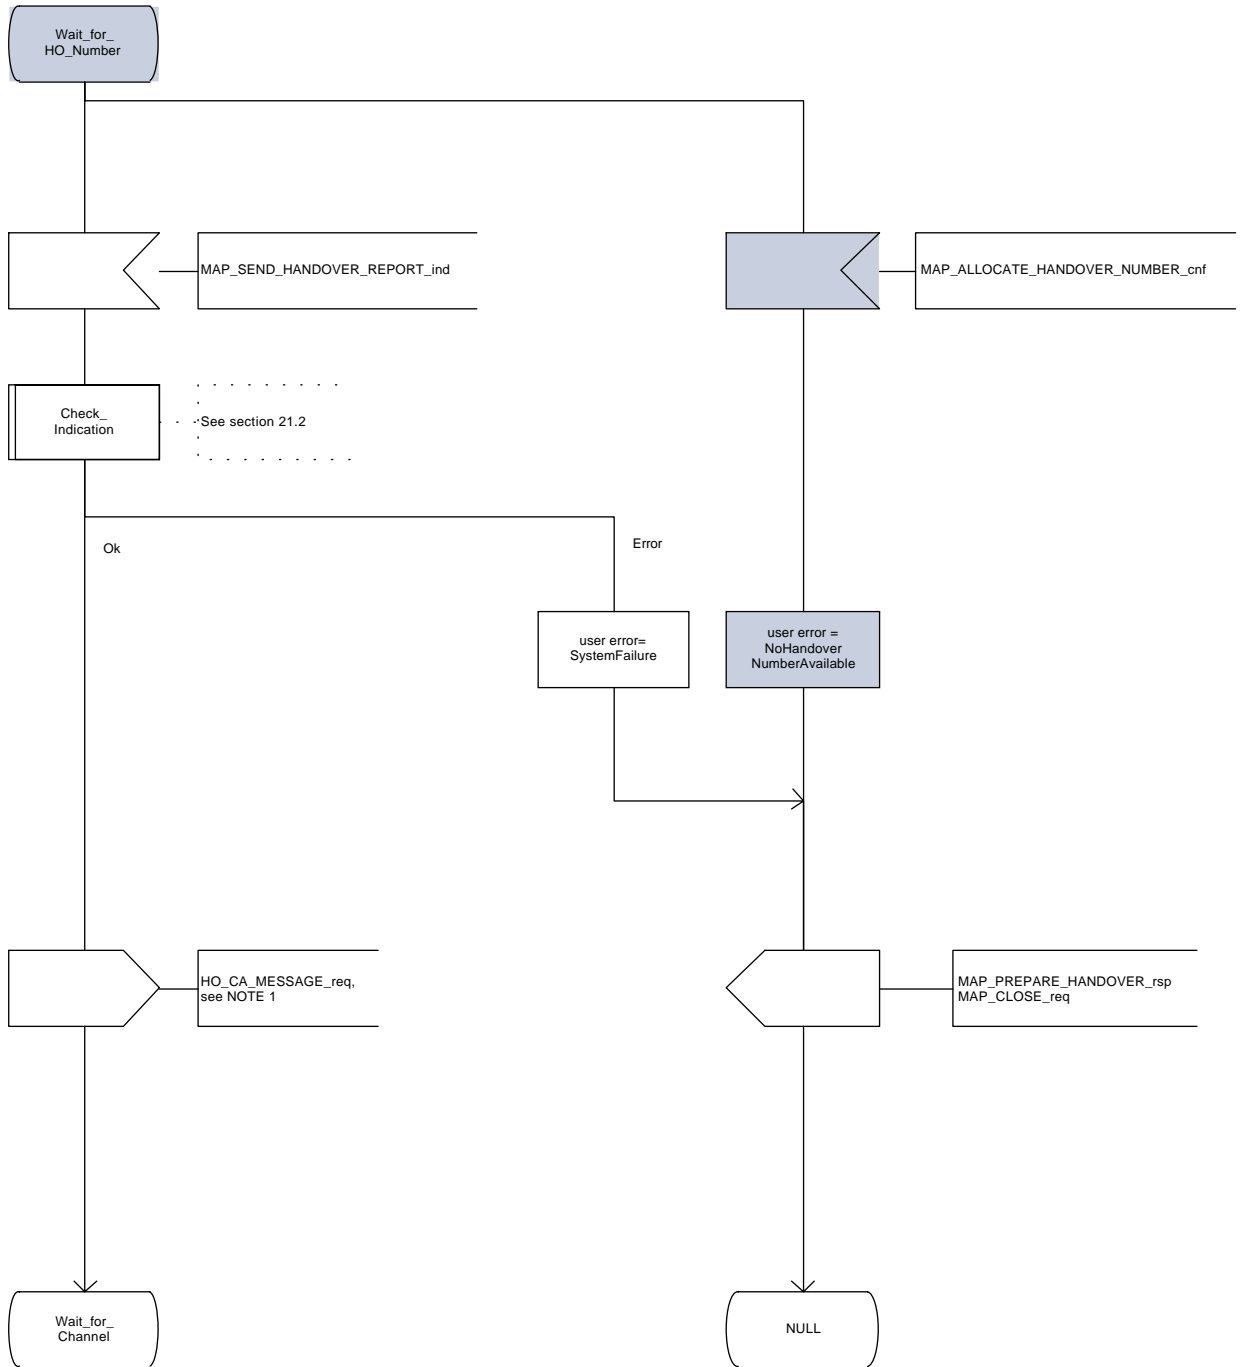 Wait_for_
HO_Number
MAP_SEND_HANDOVER_REPORT_ind
MAP_ALLOCATE_HANDOVER_NUMBER_cnf
Check_
Indication
See section 21.2
Ok
Error
user error=
SystemFailure
user error =
NoHandover
NumberAvailable
HO_CA_MESSAGE_req,
see NOTE 1
MAP_PREPARE_HANDOVER_rsp
MAP_CLOSE_req
Wait_for_
Channel
NULL